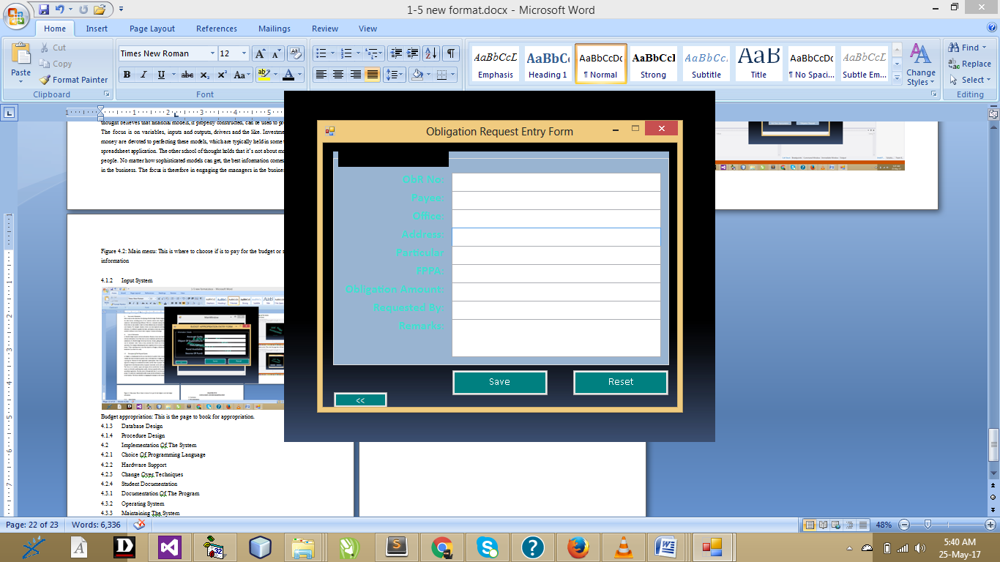 1-5 new format.docx - Microsoft Word
Home Insert Page Layout References Mailings Review View
Paste
Cut
Copy
Format Painter
Clipboard
Times New Roman 12
Font
AaBbCcL AaBbC AaBbCcDc AaBbCcI AaBbCc. AaB AaBbCcDc AaBbCc.
Emphasis Heading 1 ¶ Normal Strong Subtitle Title ¶ No Spaci... Subtle Em...
Change
Styles
Find
Replace
Select
Editing
thought believes that financial models, if properly constructed, can be used to
The focus is on variables, inputs and outputs, drivers and the like.
money are devoted to perfecting these models, which are typically held in some
spreadsheet application. The other school of thought holds that it's not about
people. No matter how sophisticated models can get, the best information comes
in the business. The focus is therefore in engaging the managers in the
Figure 4.2: Main menu: This is where to choose if is to pay for the budget or
information
4.1.2 Input System
BUDGET APPROPRIATION ENTRY FORM
Budget appropriation: This is the page to book for appropriation.
4.1.3 Database Design
4.1.4 Procedure Design
4.2 Implementation Of The System
4.2.1 Choice Of Programming Language
4.2.2 Hardware Support
4.2.3 Change Over Techniques
4.2.4 Student Documentation
4.3.1 Documentation Of The Program
4.3.2 Operating System
4.3.3 Maintaining The System
Obligation Request Entry Form
ObR No:
Payee:
Office:
Address:
Particular
FPPA:
Obligation Amount:
Requested By:
Remarks:
Save Reset
<<
Page: 22 of 23 Words: 6,336 48%
5:40 AM
25-May-17